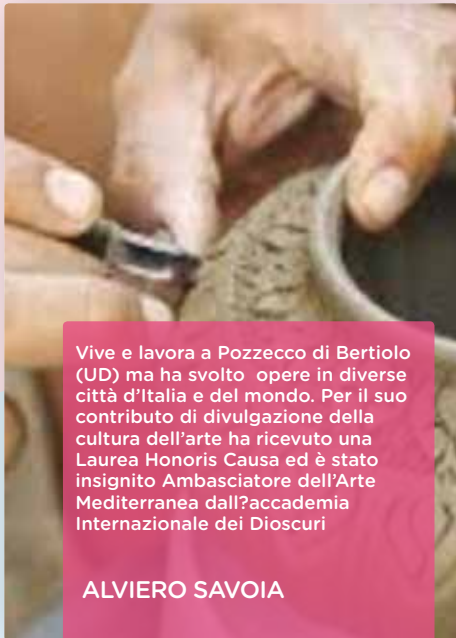 Vive e lavora a Pozzecco di Bertiolo
(UD) ma ha svolto  opere in diverse
città d'Italia e del mondo. Per il suo
contributo di divulgazione della
cultura dell'arte ha ricevuto una
Laurea Honoris Causa ed è stato
insignito Ambasciatore dell'Arte
Mediterranea dall?accademia
Internazionale dei Dioscuri
ALVIERO SAVOIA